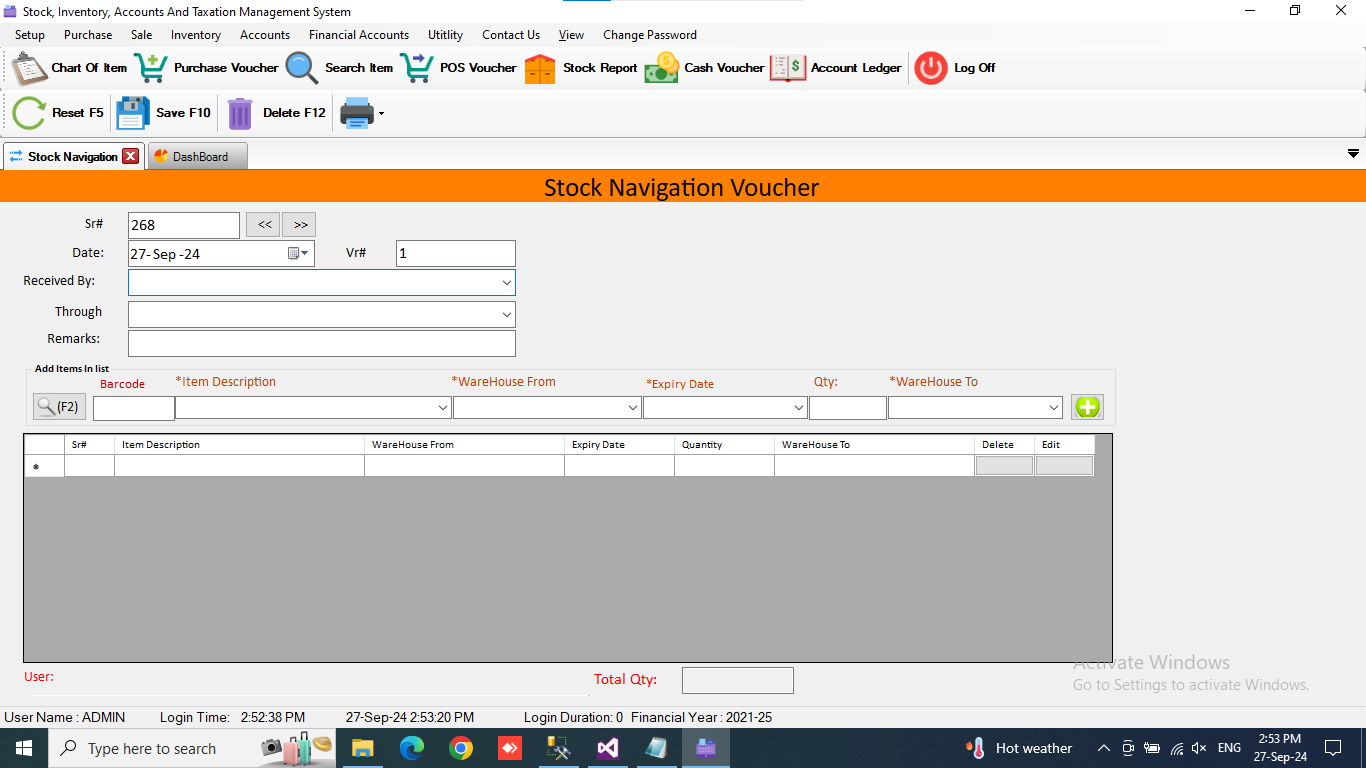 Stock, Inventory, Accounts And Taxation Management System
Setup Purchase Sale Inventory Accounts Financial Accounts Utitlity Contact Us View Change Password
Chart Of Item Purchase Voucher Search Item POS Voucher Stock Report Cash Voucher Account Ledger Log Off
Reset F5 Save F10 Delete F12
Stock Navigation DashBoard
Stock Navigation Voucher
Sr# 268 << >>
Date: 27-Sep-24 Vr# 1
Received By:
Through
Remarks:
Add Items In list
Barcode *Item Description *WareHouse From *Expiry Date Qty: *WareHouse To
(F2)
Sr# Item Description WareHouse From Expiry Date Quantity WareHouse To Delete Edit
*
User: Total Qty:
Activate Windows
Go to Settings to activate Windows.
User Name : ADMIN Login Time: 2:52:38 PM 27-Sep-24 2:53:20 PM Login Duration: 0 Financial Year : 2021-25
Type here to search Hot weather ENG 2:53 PM
27-Sep-24